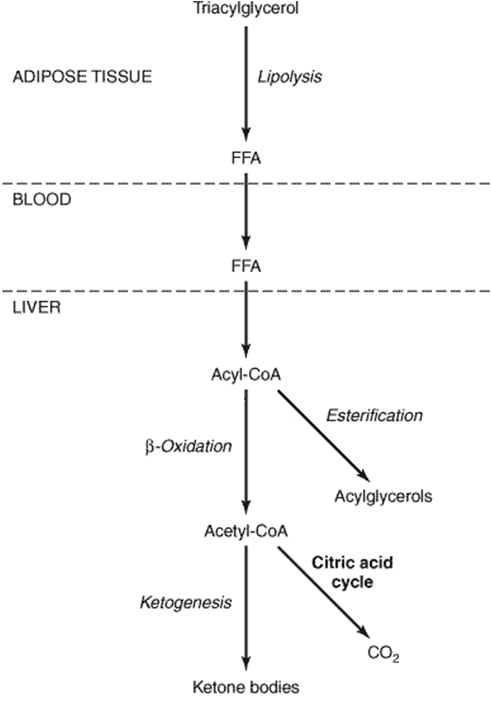 Triacylglycerol
ADIPOSE TISSUE
Lipolysis
FFA
BLOOD
FFA
LIVER
Acyl-CoA
Esterification
β-Oxidation
Acylglycerols
Acetyl-CoA
Citric acid
cycle
Ketogenesis
CO₂
Ketone bodies